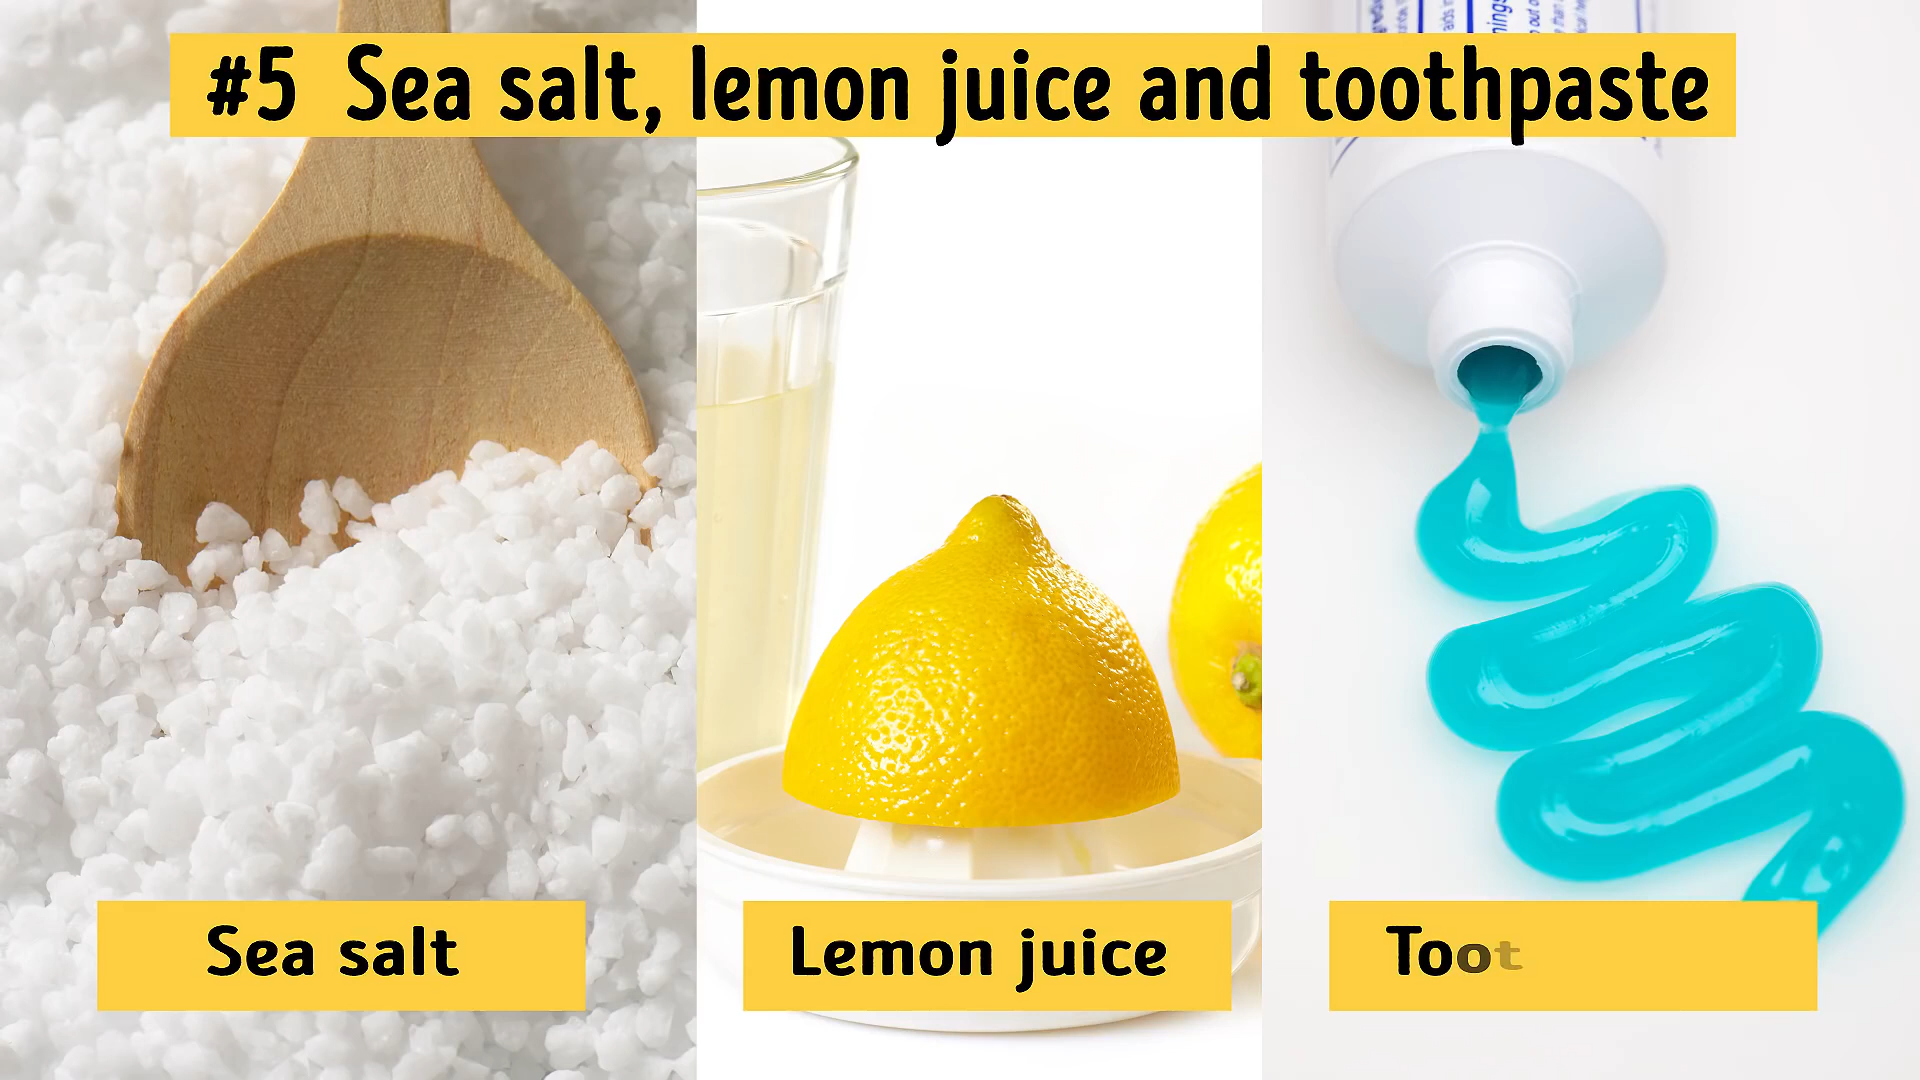 #5 Sea salt, lemon juice and toothpaste
Sea salt
Lemon juice
Toot